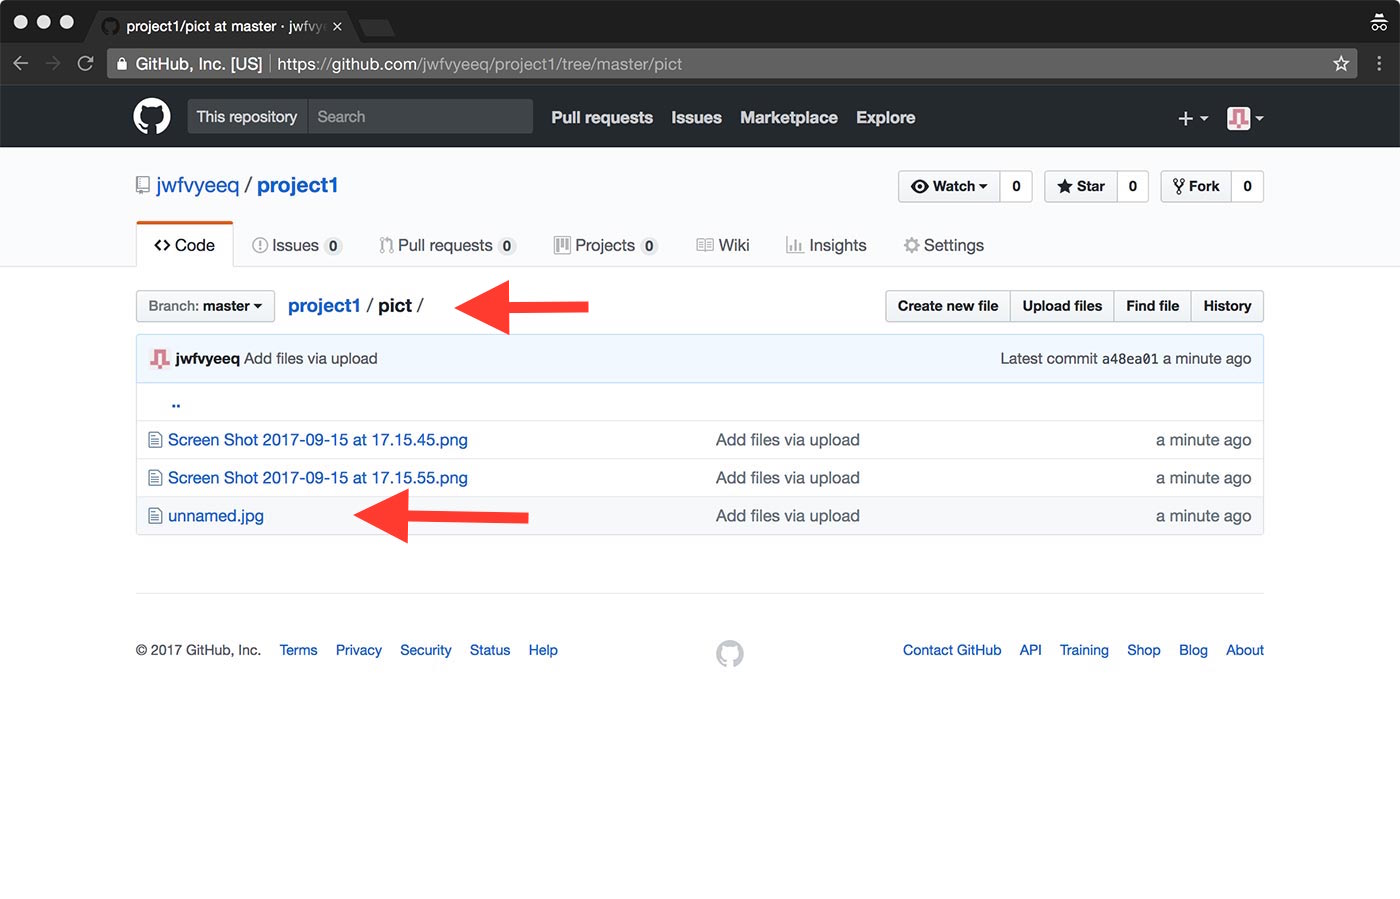 project1/pict at master · jwfvye
GitHub, Inc. [US] https://github.com/jwfvyeeq/project1/tree/master/pict
This repository Search Pull requests Issues Marketplace Explore
jwfvyeeq / project1 Watch 0 Star 0 Fork 0
Code Issues 0 Pull requests 0 Projects 0 Wiki Insights Settings
Branch: master project1 / pict / Create new file Upload files Find file History
jwfvyeeq Add files via upload Latest commit a48ea01 a minute ago
..
Screen Shot 2017-09-15 at 17.15.45.png Add files via upload a minute ago
Screen Shot 2017-09-15 at 17.15.55.png Add files via upload a minute ago
unnamed.jpg Add files via upload a minute ago
© 2017 GitHub, Inc. Terms Privacy Security Status Help Contact GitHub API Training Shop Blog About